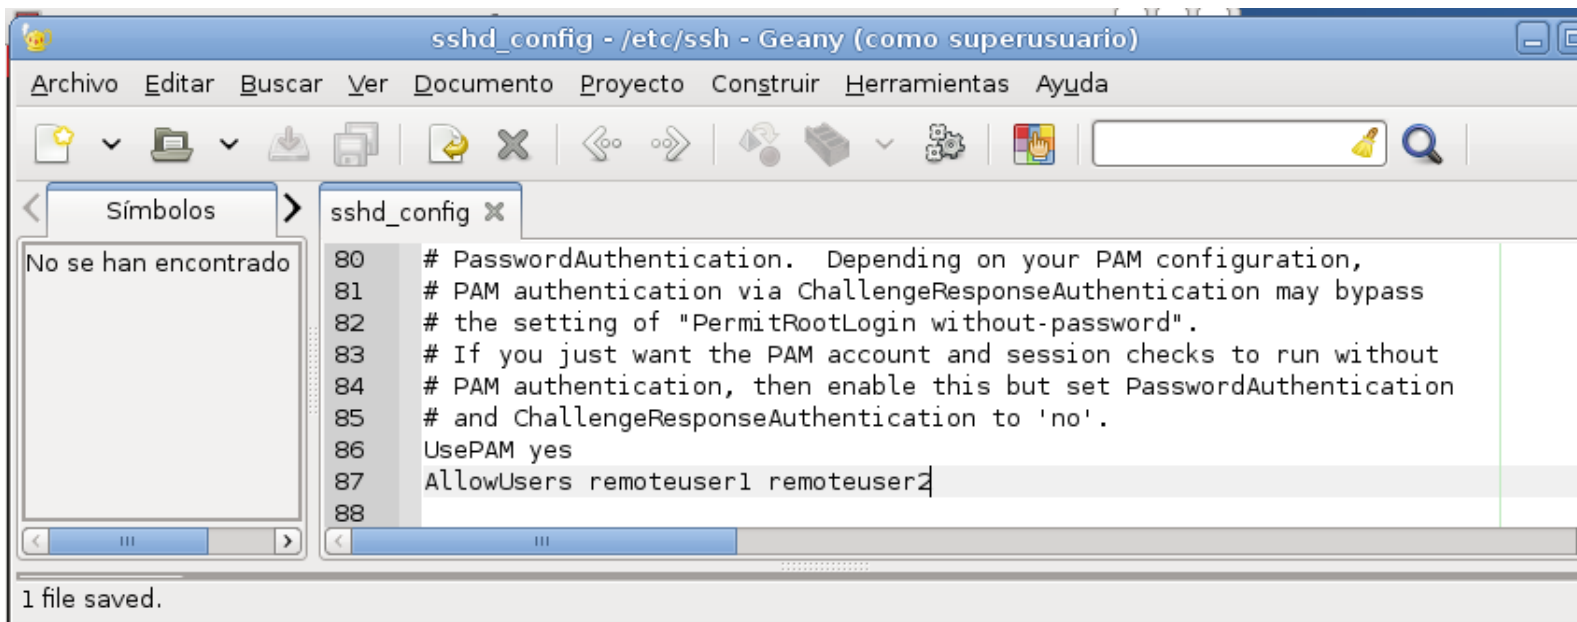 sshd_config - /etc/ssh - Geany (como superusuario)
Archivo Editar Buscar Ver Documento Proyecto Construir Herramientas Ayuda
Símbolos
sshd_config
No se han encontrado
80 # PasswordAuthentication.  Depending on your PAM configuration,
81 # PAM authentication via ChallengeResponseAuthentication may bypass
82 # the setting of "PermitRootLogin without-password".
83 # If you just want the PAM account and session checks to run without
84 # PAM authentication, then enable this but set PasswordAuthentication
85 # and ChallengeResponseAuthentication to 'no'.
86 UsePAM yes
87 AllowUsers remoteuser1 remoteuser2
88
1 file saved.